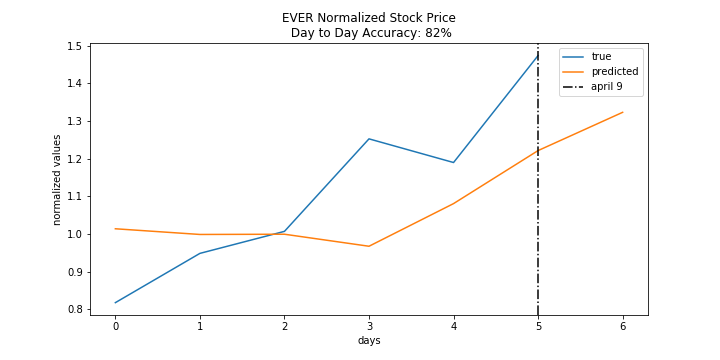 EVER Normalized Stock Price
Day to Day Accuracy: 82%
normalized values
1.5
1.4
1.3
1.2
1.1
1.0
0.9
0.8
true
predicted
april 9
0 1 2 3 4 5 6
days